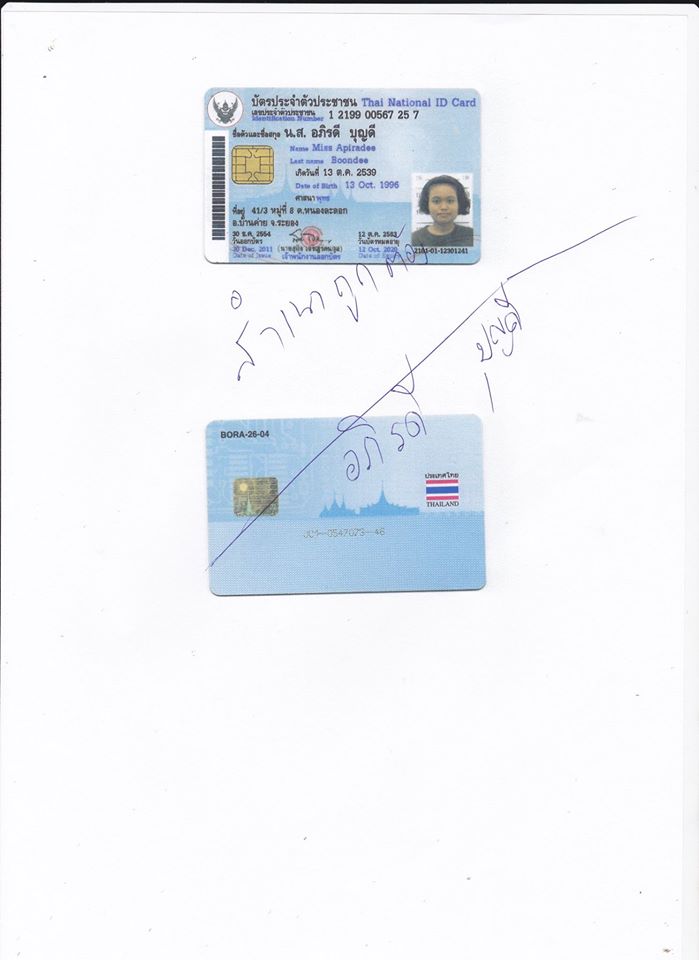 บัตรประจำตัวประชาชน Thai National ID Card
เลขประจำตัวประชาชน
Identification Number 1 2199 00567 25 7
ชื่อตัวและชื่อสกุล น.ส. อภิรดี บุญดี
Name Miss Apiradee
Last name Boondee
เกิดวันที่ 13 ต.ค. 2539
Date of Birth 13 Oct. 1996
ศาสนา พุทธ
ที่อยู่ 41/3 หมู่ที่ 8 ต.หนองละลอก
อ.บ้านค่าย จ.ระยอง
30 ธ.ค. 2554
วันออกบัตร
30 Dec. 2011
Date of Issue
เจ้าพนักงานออกบัตร
12 ต.ค. 2563
วันบัตรหมดอายุ
12 Oct. 2020
2101-01-12301241
สำเนาถูกต้อง
อภิรดี บุญดี
BORA-26-04
ประเทศไทย
THAILAND
JC1-0547073-46